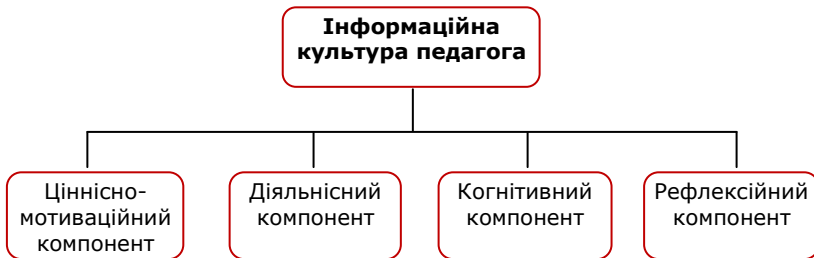 Інформаційна
культура педагога
Ціннісно-
мотиваційний
компонент
Діяльнісний
компонент
Когнітивний
компонент
Рефлексійний
компонент